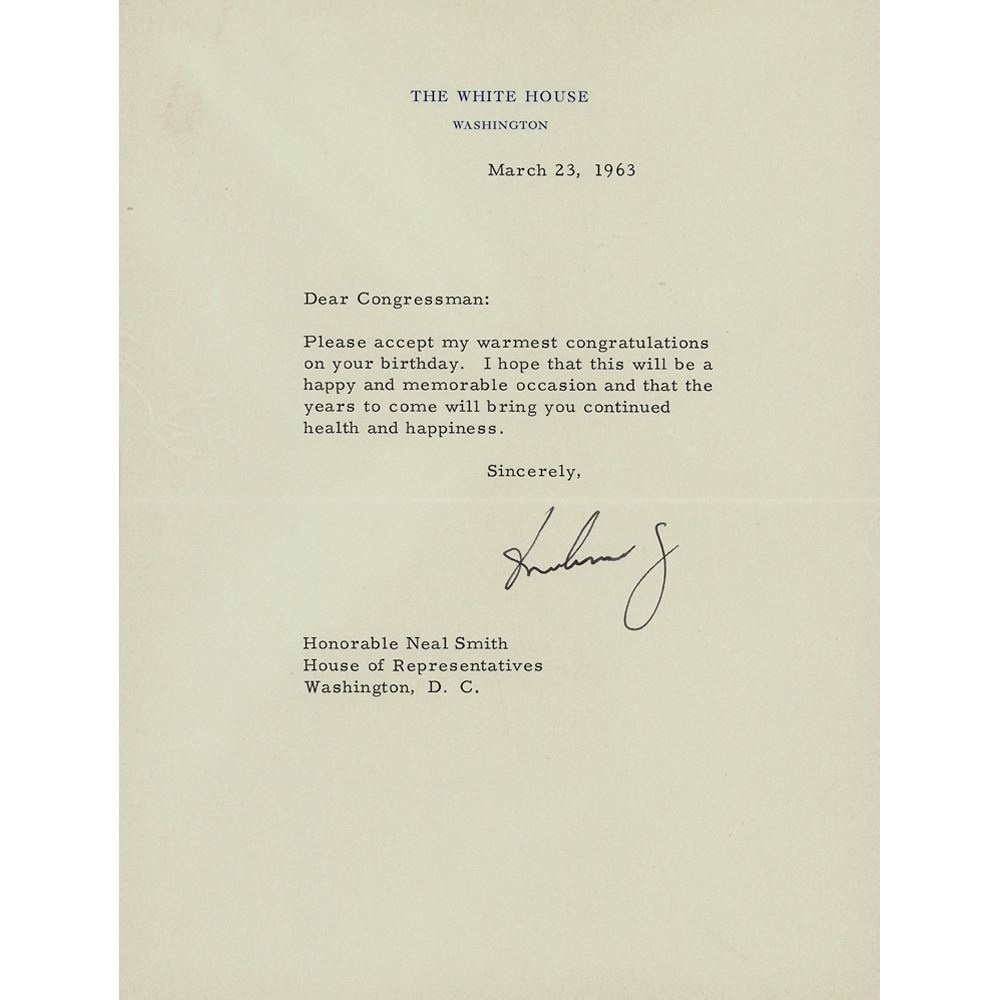 THE WHITE HOUSE
WASHINGTON
March 23, 1963
Dear Congressman:
Please accept my warmest congratulations
on your birthday. I hope that this will be a
happy and memorable occasion and that the
years to come will bring you continued
health and happiness.
Sincerely,
Honorable Neal Smith
House of Representatives
Washington, D. C.